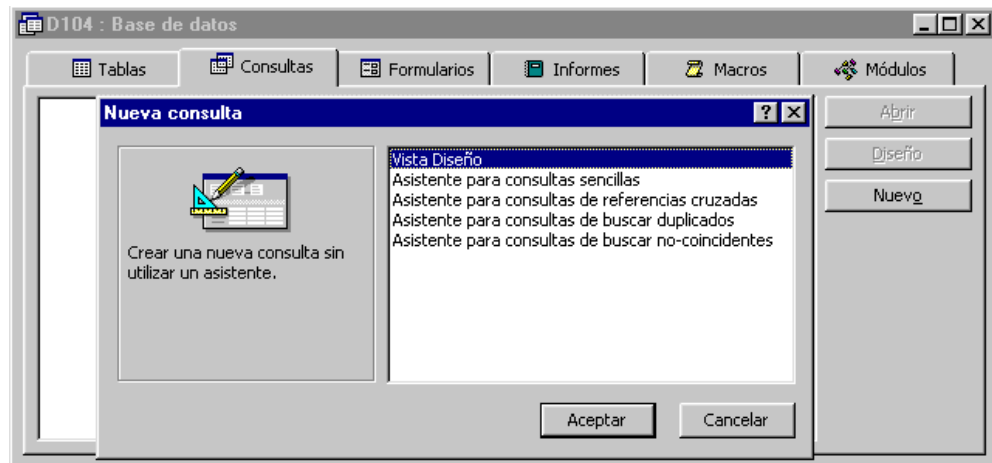 D104 : Base de datos
Tablas Consultas Formularios Informes Macros Módulos
Nueva consulta
Abrir
Diseño
Nuevo
Vista Diseño
Asistente para consultas sencillas
Asistente para consultas de referencias cruzadas
Asistente para consultas de buscar duplicados
Asistente para consultas de buscar no-coincidentes
Crear una nueva consulta sin
utilizar un asistente.
Aceptar Cancelar